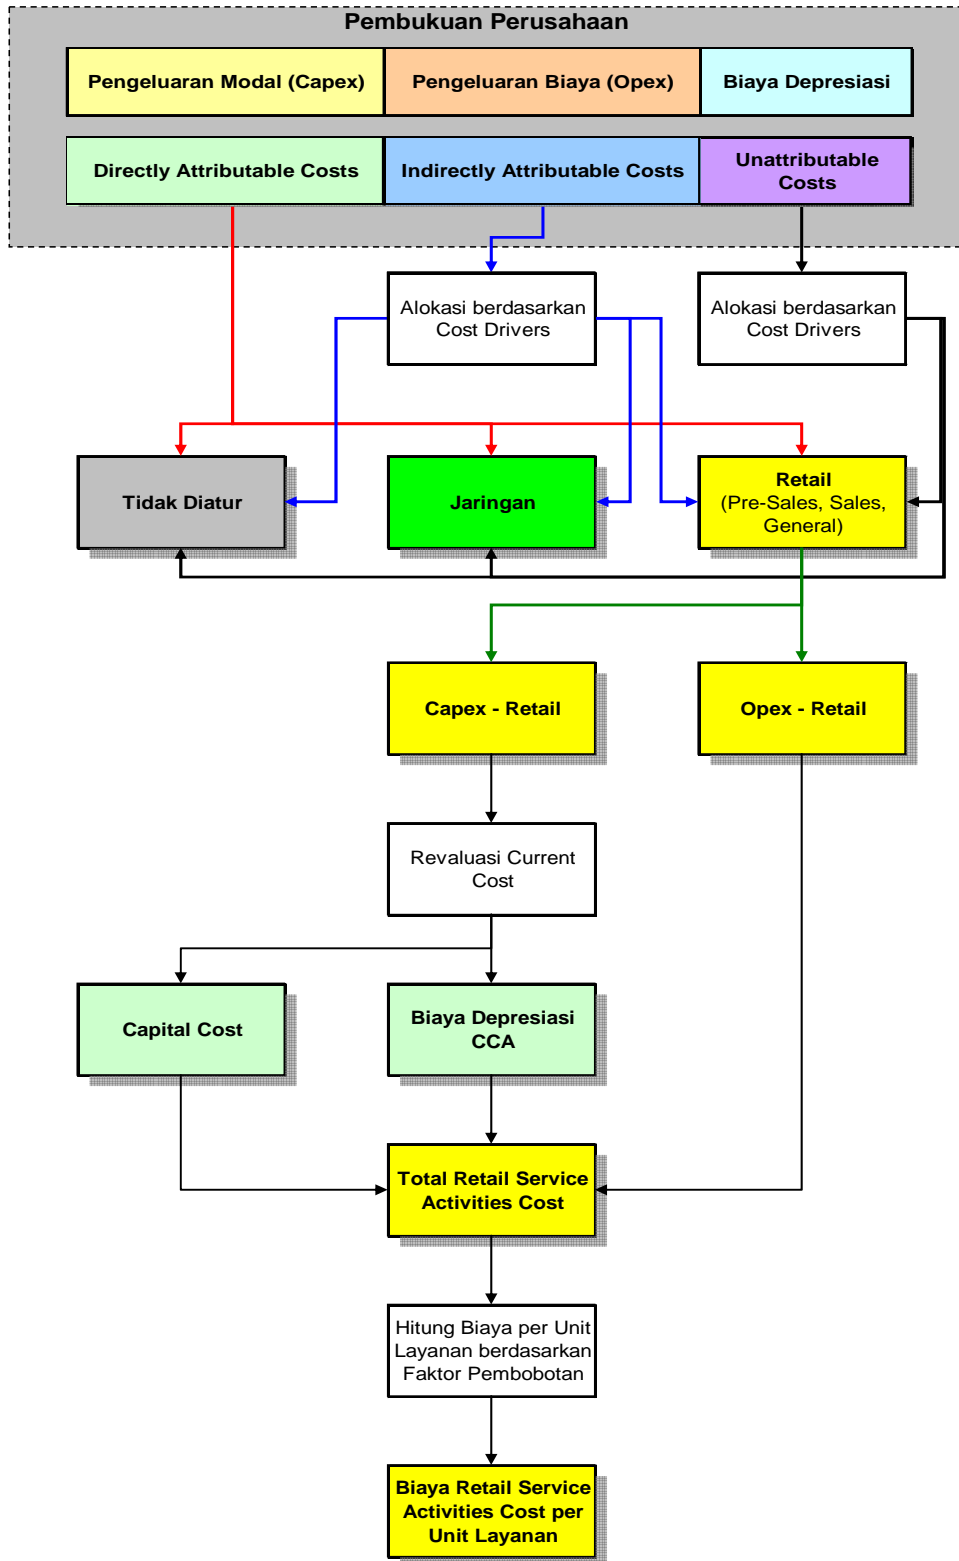 Pembukuan Perusahaan
Pengeluaran Modal (Capex)
Pengeluaran Biaya (Opex)
Biaya Depresiasi
Directly Attributable Costs
Indirectly Attributable Costs
Unattributable
Costs
Alokasi berdasarkan
Cost Drivers
Alokasi berdasarkan
Cost Drivers
Tidak Diatur
Jaringan
Retail
(Pre-Sales, Sales,
General)
Capex - Retail
Opex - Retail
Revaluasi Current
Cost
Capital Cost
Biaya Depresiasi
CCA
Total Retail Service
Activities Cost
Hitung Biaya per Unit
Layanan berdasarkan
Faktor Pembobotan
Biaya Retail Service
Activities Cost per
Unit Layanan